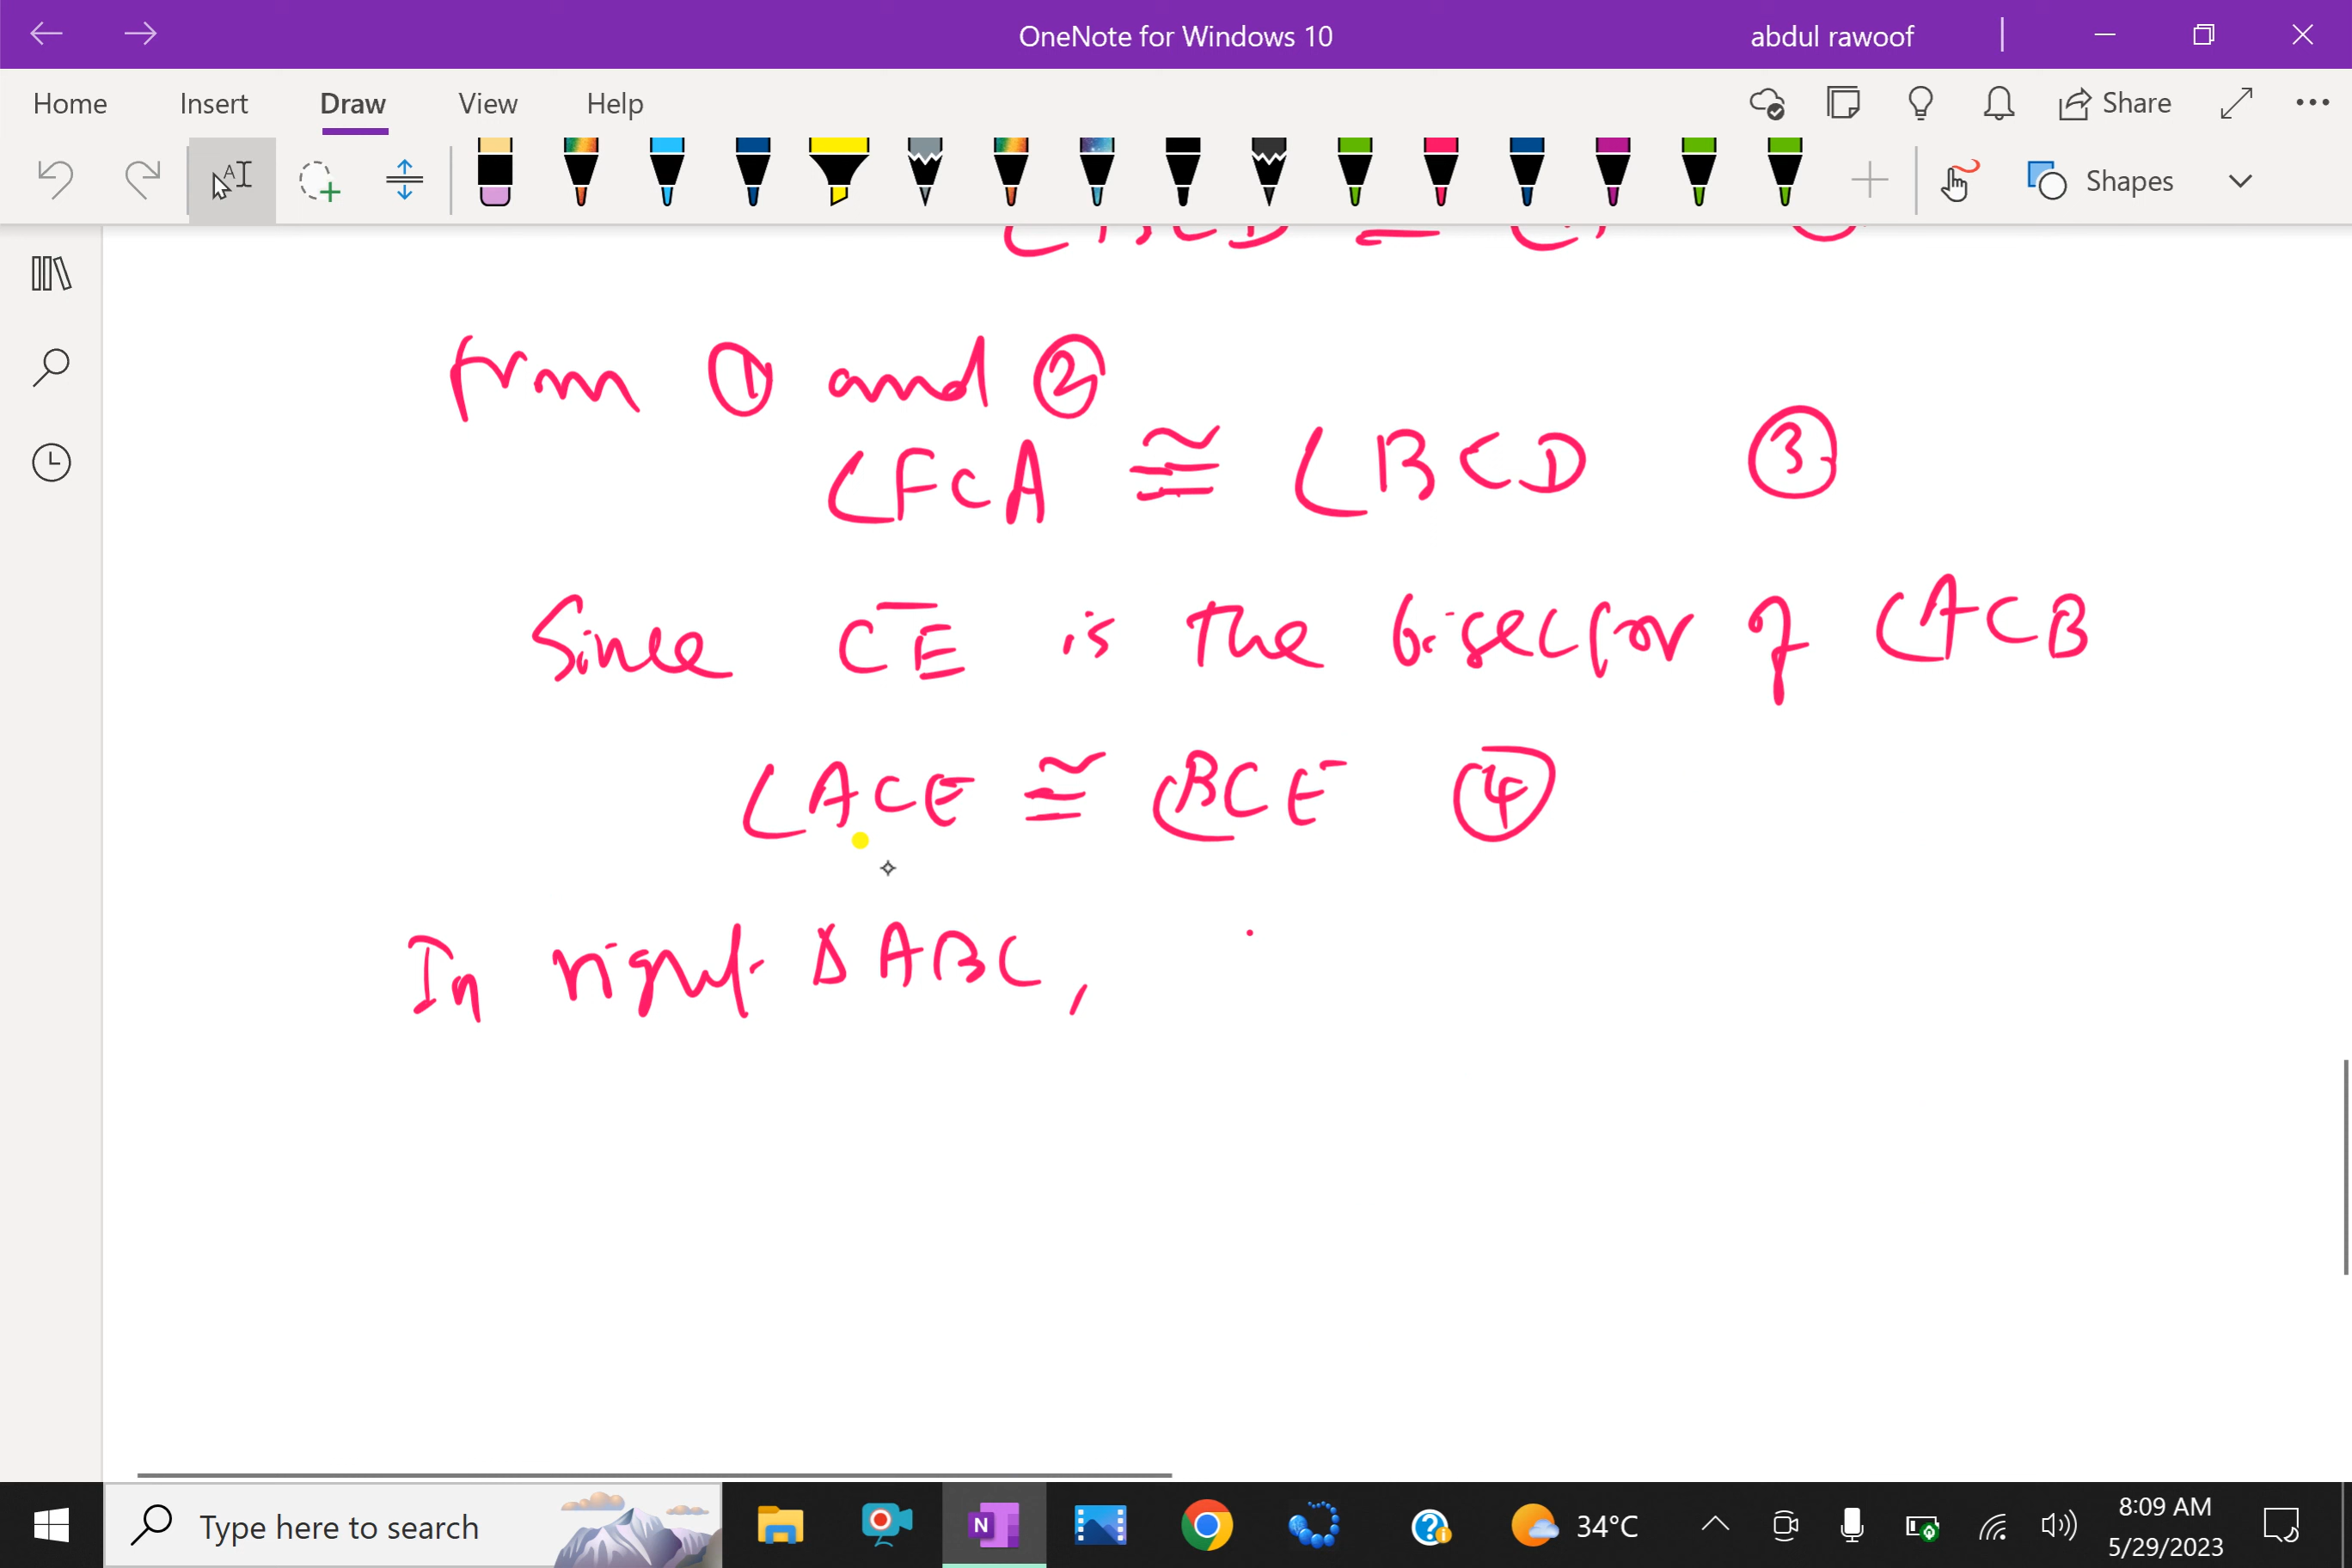 OneNote for Windows 10 abdul rawoof
Home Insert Draw View Help Share
Shapes
from ① and ②
∠FCA ≅ ∠BCD ③
Since C̅E̅ is the bisector of ∠ACB
∠ACE ≅ ∠BCE ④
In right Δ ABC,
Type here to search
34°C
8:09 AM
5/29/2023